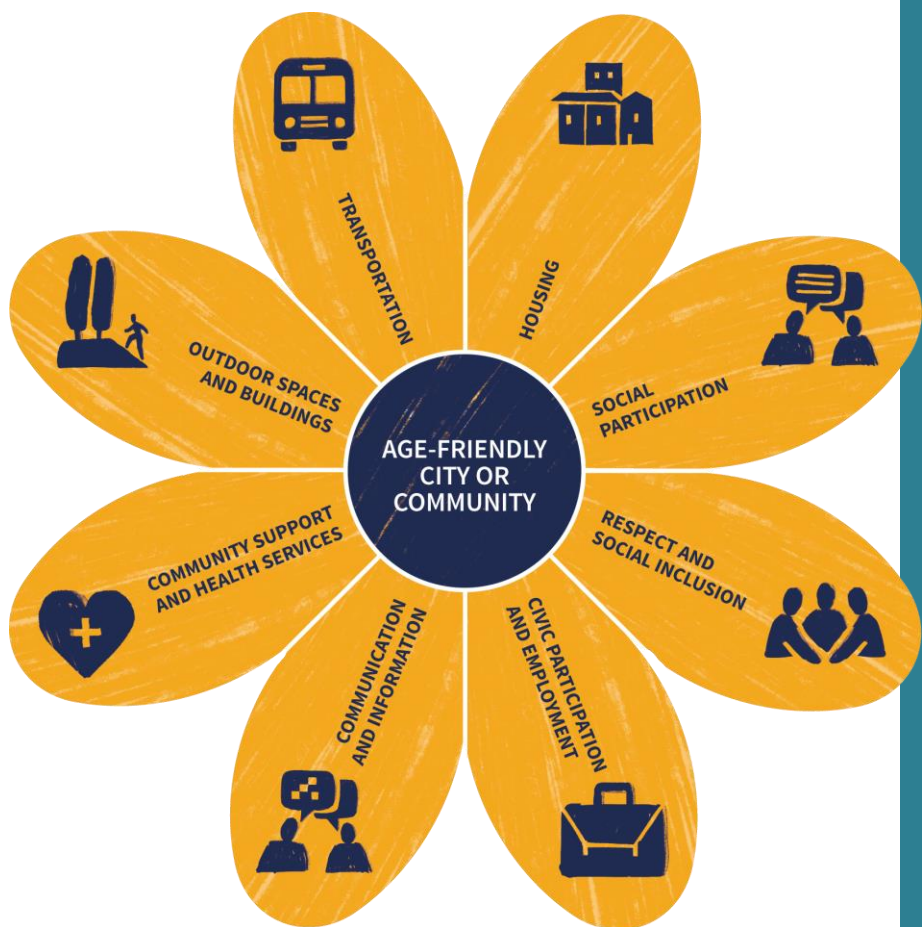 TRANSPORTATION
HOUSING
OUTDOOR SPACES
AND BUILDINGS
SOCIAL
PARTICIPATION
AGE-FRIENDLY
CITY OR
COMMUNITY
COMMUNITY SUPPORT
AND HEALTH SERVICES
RESPECT AND
SOCIAL INCLUSION
COMMUNICATION
AND INFORMATION
CIVIC PARTICIPATION
AND EMPLOYMENT